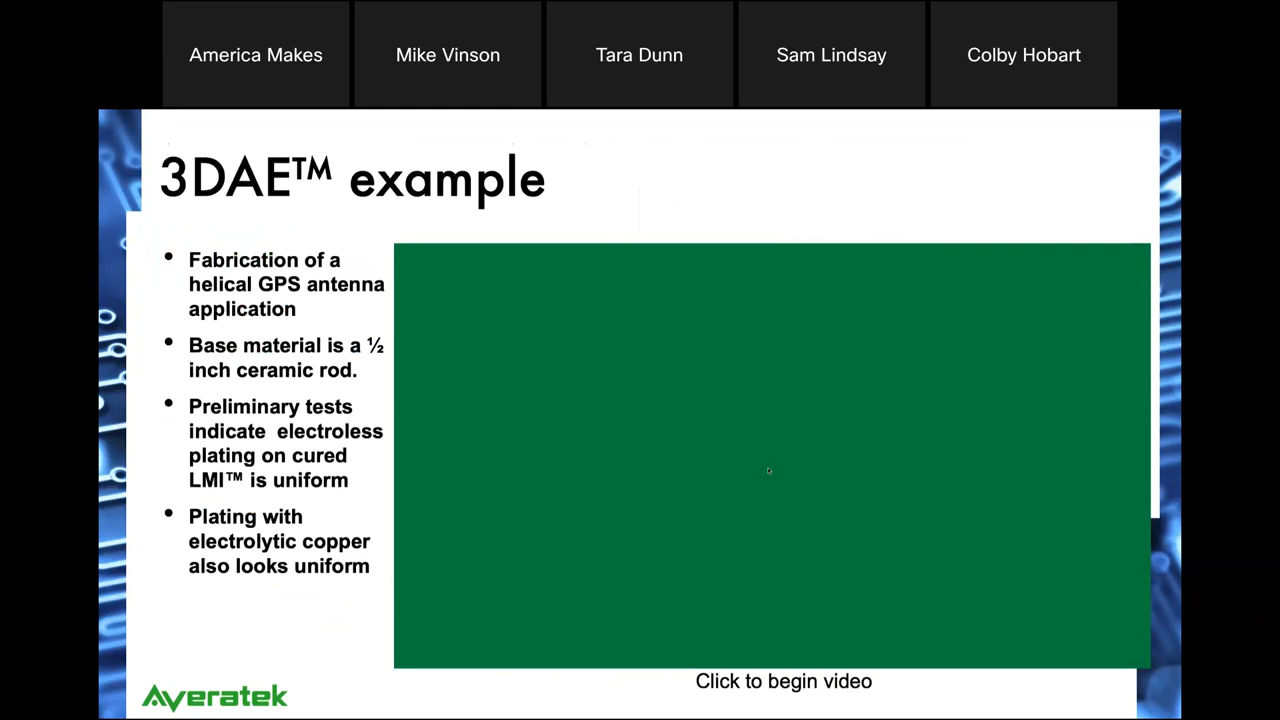 America Makes
Mike Vinson
Tara Dunn
Sam Lindsay
Colby Hobart
3DAE™ example
• Fabrication of a
helical GPS antenna
application
• Base material is a ½
inch ceramic rod.
• Preliminary tests
indicate electroless
plating on cured
LMI™ is uniform
• Plating with
electrolytic copper
also looks uniform
Click to begin video
Averatek